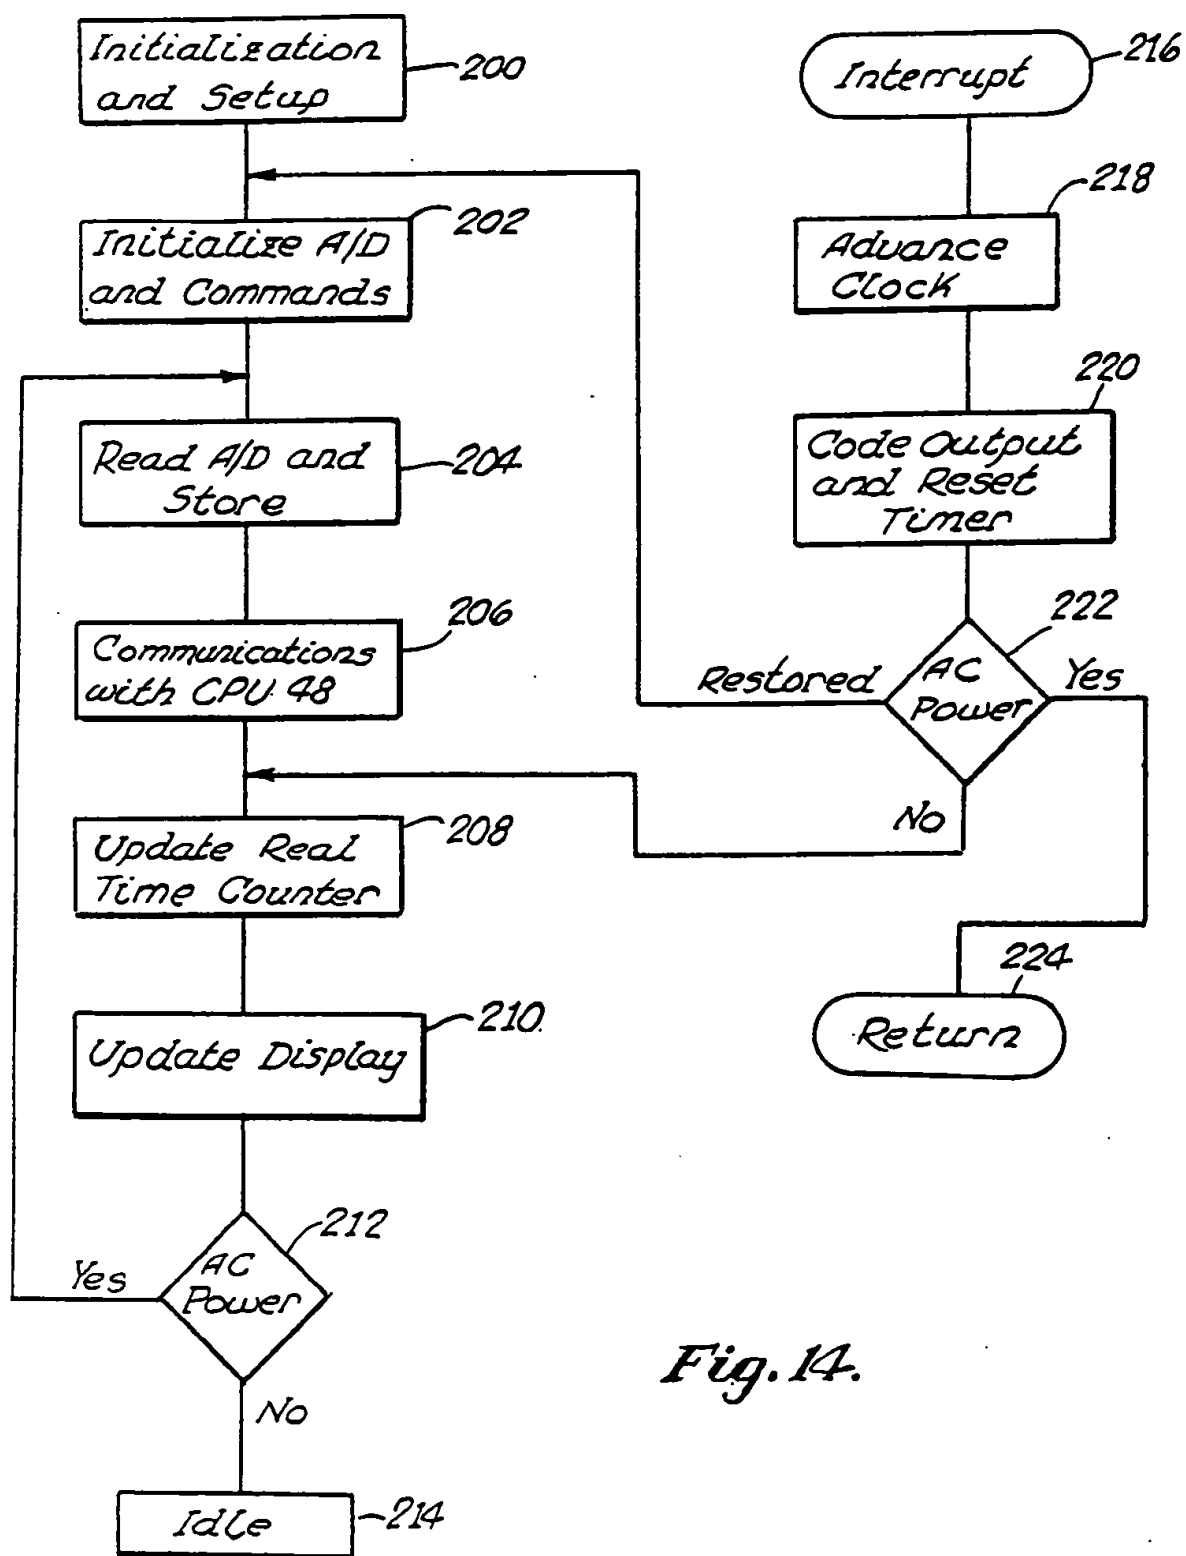 Initialization
and Setup
200
Initialize A/D
and Commands
202
Read A/D and
Store
204
Communications
with CPU 48
206
Update Real
Time Counter
208
Update Display
210
AC
Power
212
Yes
No
Idle
214
Interrupt
216
Advance
Clock
218
Code Output
and Reset
Timer
220
AC
Power
222
Restored
Yes
No
Return
224
Fig. 14.